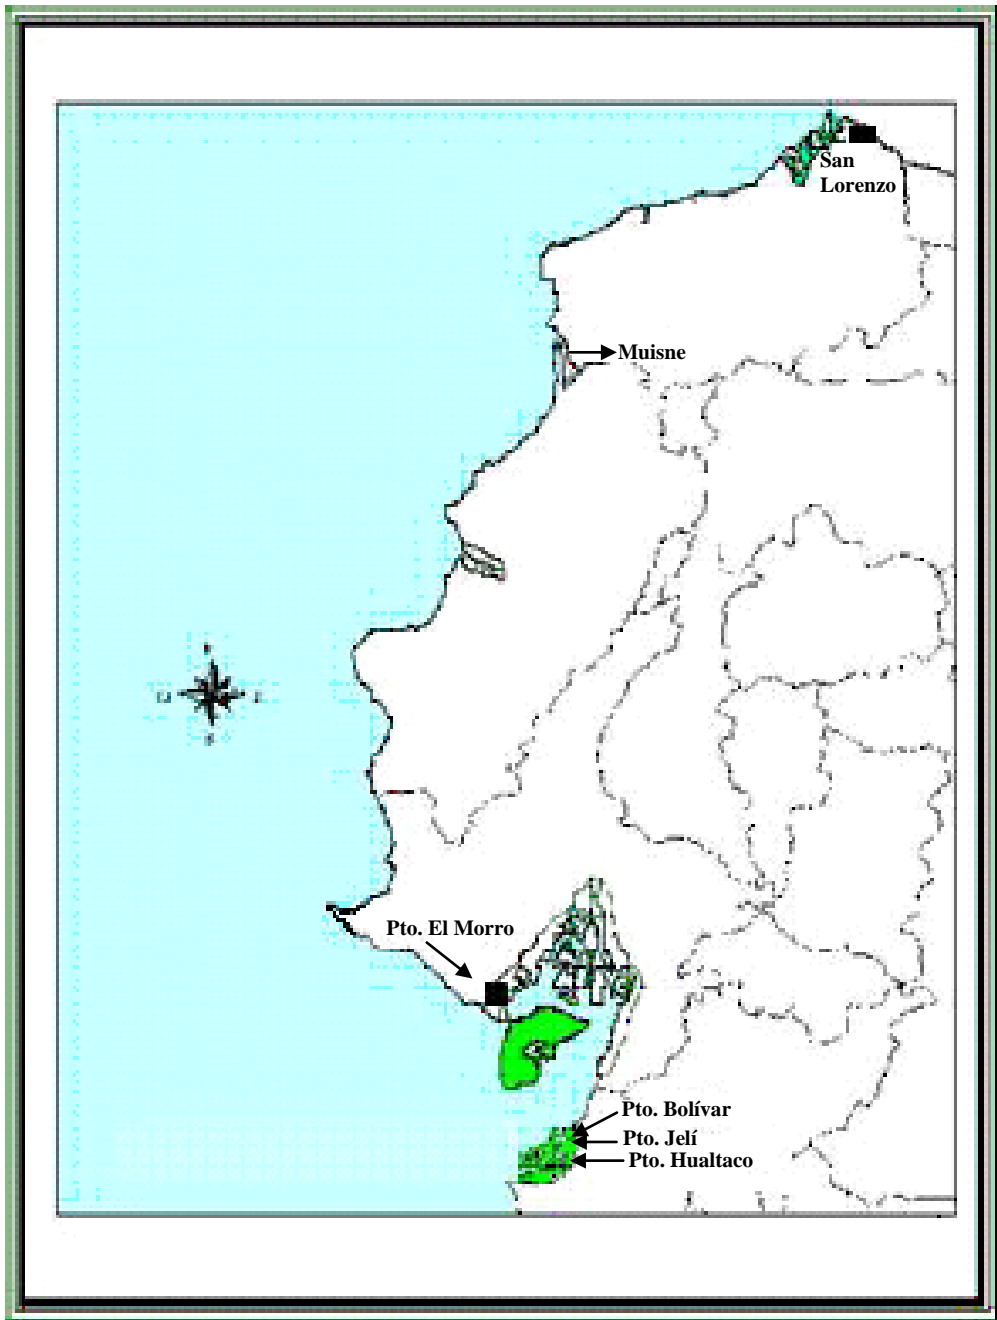 San
Lorenzo
Muisne
Pto. El Morro
Pto. Bolívar
Pto. Jelí
Pto. Hualtaco